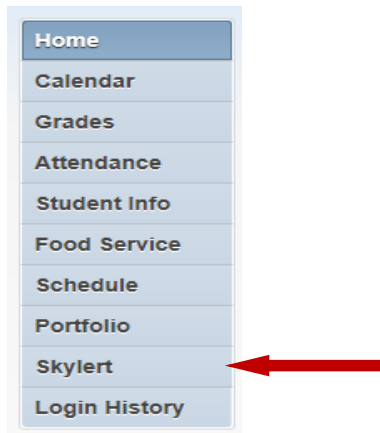 Home
Calendar
Grades
Attendance
Student Info
Food Service
Schedule
Portfolio
Skylert
Login History